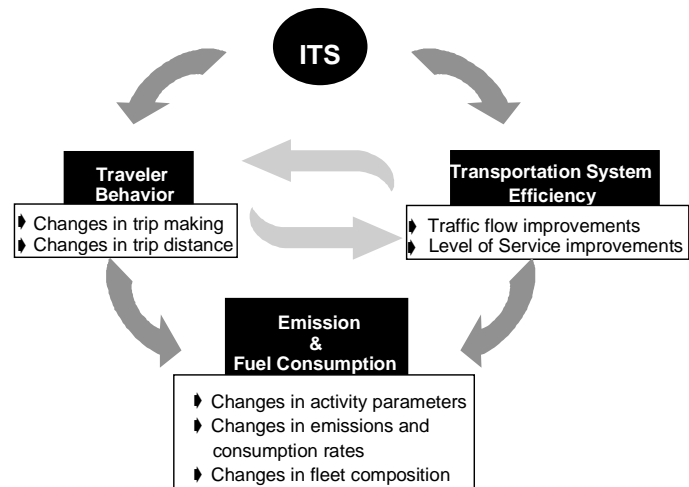 ITS
Traveler
Behavior
Changes in trip making
Changes in trip distance
Transportation System
Efficiency
Traffic flow improvements
Level of Service improvements
Emission
&
Fuel Consumption
Changes in activity parameters
Changes in emissions and
consumption rates
Changes in fleet composition